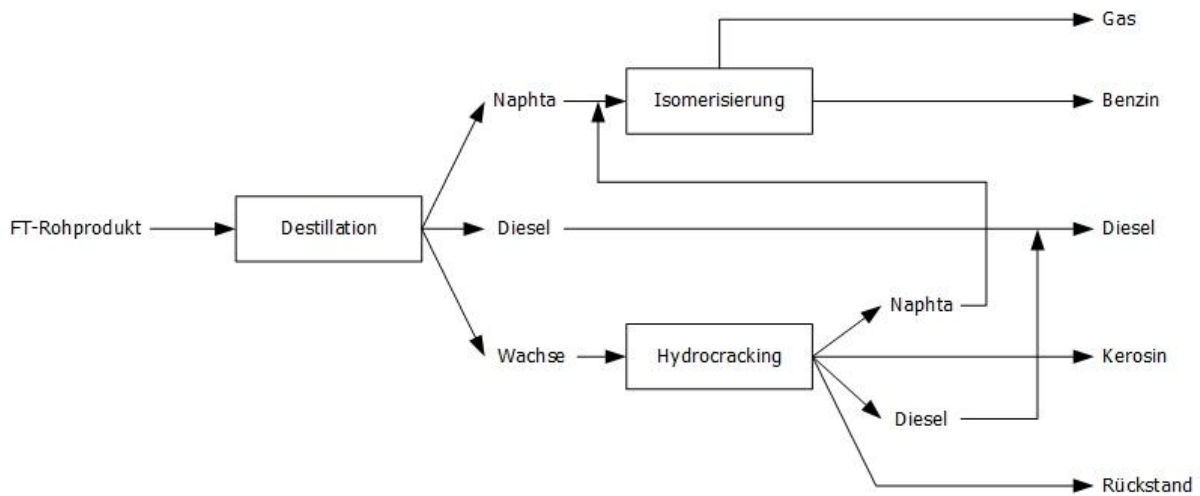 Gas
Naphta
Isomerisierung
Benzin
FT-Rohprodukt
Destillation
Diesel
Diesel
Naphta
Wachse
Hydrocracking
Kerosin
Diesel
Rückstand